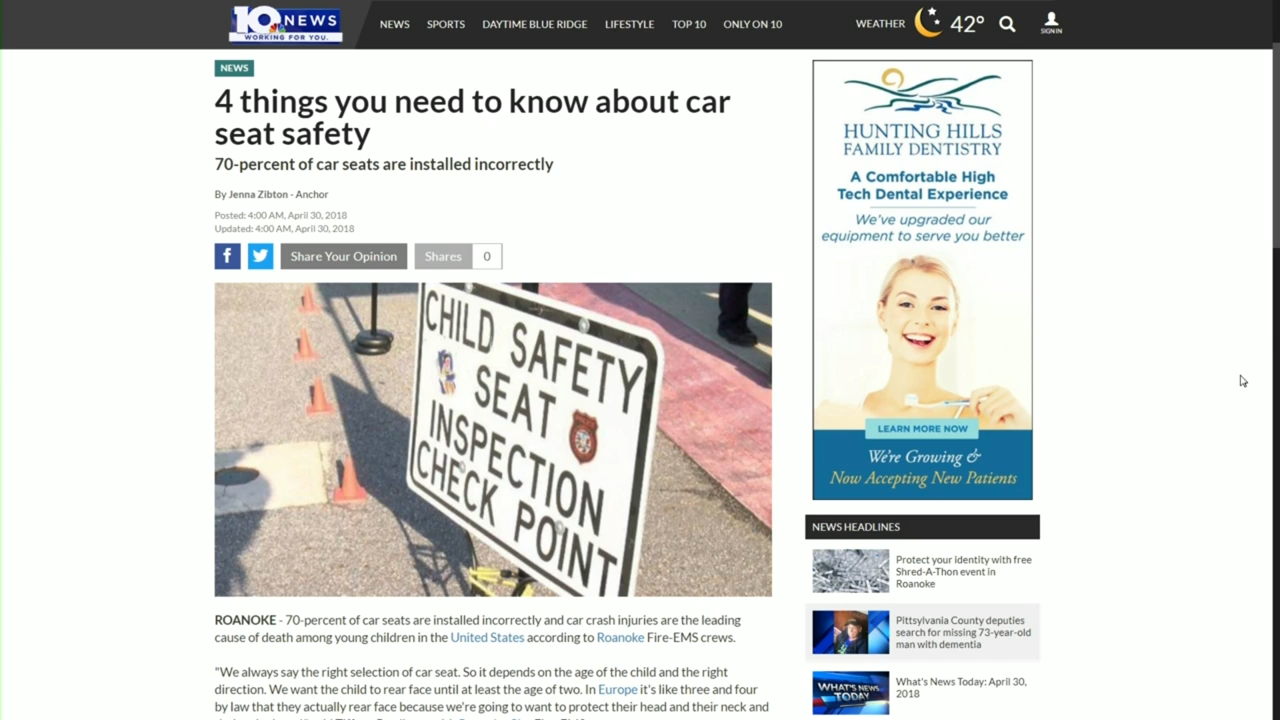 10 NEWS
WORKING FOR YOU.
NEWS SPORTS DAYTIME BLUE RIDGE LIFESTYLE TOP 10 ONLY ON 10
WEATHER 42° SIGN IN
NEWS
4 things you need to know about car
seat safety
70-percent of car seats are installed incorrectly
By Jenna Zibton - Anchor
Posted: 4:00 AM, April 30, 2018
Updated: 4:00 AM, April 30, 2018
f Share Your Opinion Shares 0
CHILD SAFETY
SEAT
INSPECTION
CHECK POINT
ROANOKE - 70-percent of car seats are installed incorrectly and car crash injuries are the leading
cause of death among young children in the United States according to Roanoke Fire-EMS crews.
"We always say the right selection of car seat. So it depends on the age of the child and the right
direction. We want the child to rear face until at least the age of two. In Europe it's like three and four
by law that they actually rear face because we're going to want to protect their head and their neck and
HUNTING HILLS
FAMILY DENTISTRY
A Comfortable High
Tech Dental Experience
We've upgraded our
equipment to serve you better
LEARN MORE NOW
We're Growing &
Now Accepting New Patients
NEWS HEADLINES
Protect your identity with free
Shred-A-Thon event in
Roanoke
Pittsylvania County deputies
search for missing 73-year-old
man with dementia
WHAT'S NEWS
TODAY
What's News Today: April 30,
2018